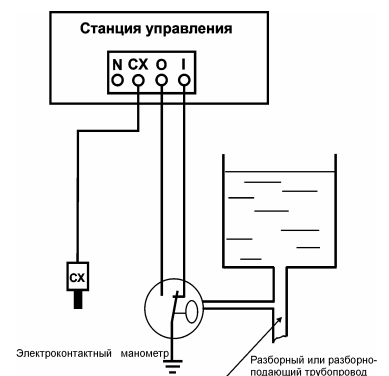 Станция управления
N CX O I
CX
Электроконтактный манометр
Разборный или разборно-
подающий трубопровод